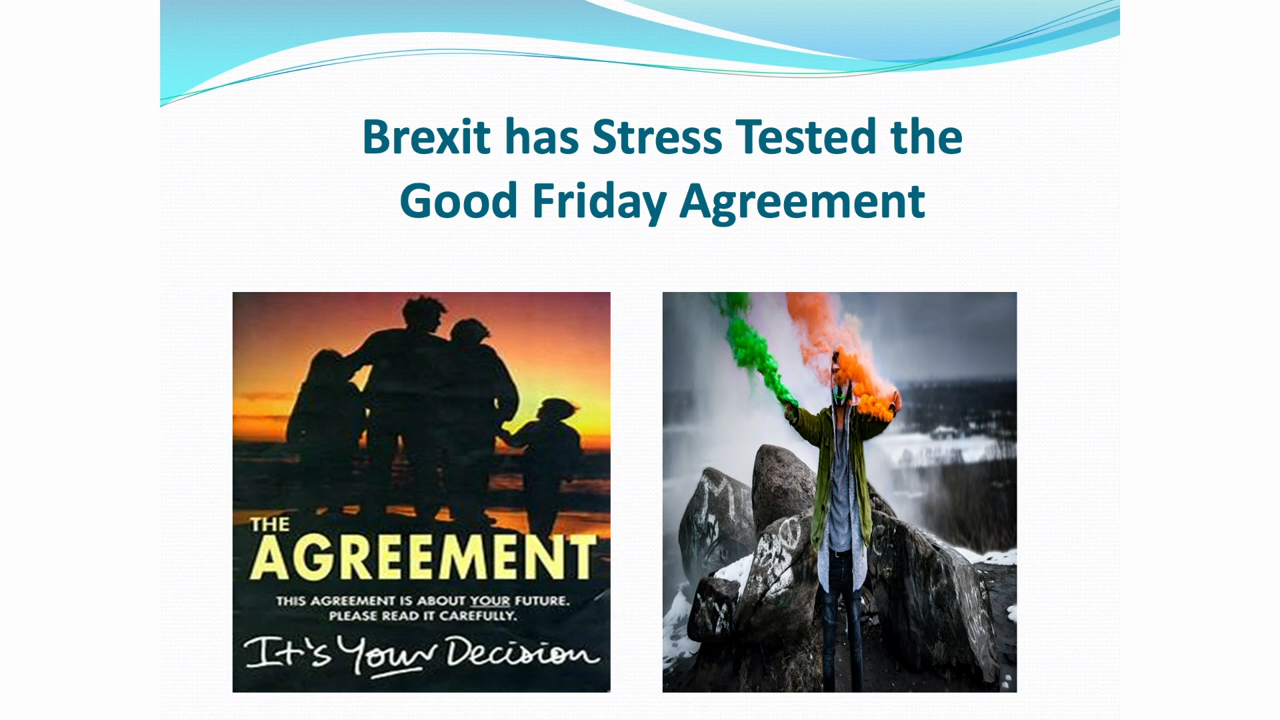 Brexit has Stress Tested the
Good Friday Agreement
THE
AGREEMENT
THIS AGREEMENT IS ABOUT YOUR FUTURE.
PLEASE READ IT CAREFULLY.
It's Your Decision